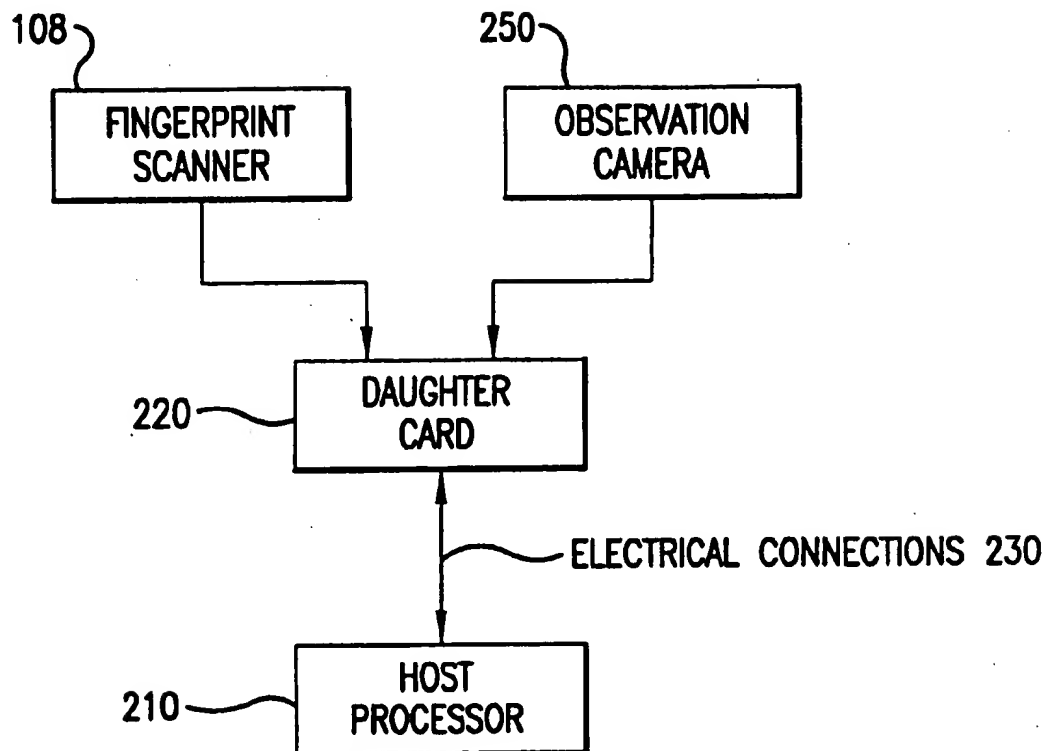 108
250
FINGERPRINT
SCANNER
OBSERVATION
CAMERA
220
DAUGHTER
CARD
ELECTRICAL CONNECTIONS 230
210
HOST
PROCESSOR